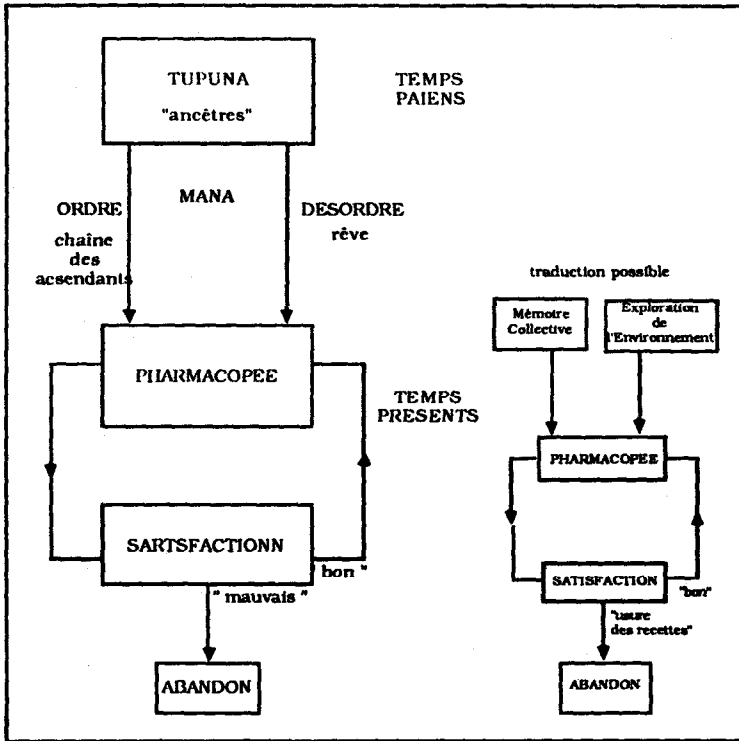 TUPUNA
"ancêtres"
TEMPS
PAIENS
ORDRE
MANA
DESORDRE
chaîne
des
acsendants
rêve
PHARMACOPEE
TEMPS
PRESENTS
SARTSFACTIONN
"bon"
"mauvais"
ABANDON
traduction possible
Mémoire
Collective
Exploration
de
l'Environnement
PHARMACOPEE
SATISFACTION
"bon"
"usure
des recettes"
ABANDON